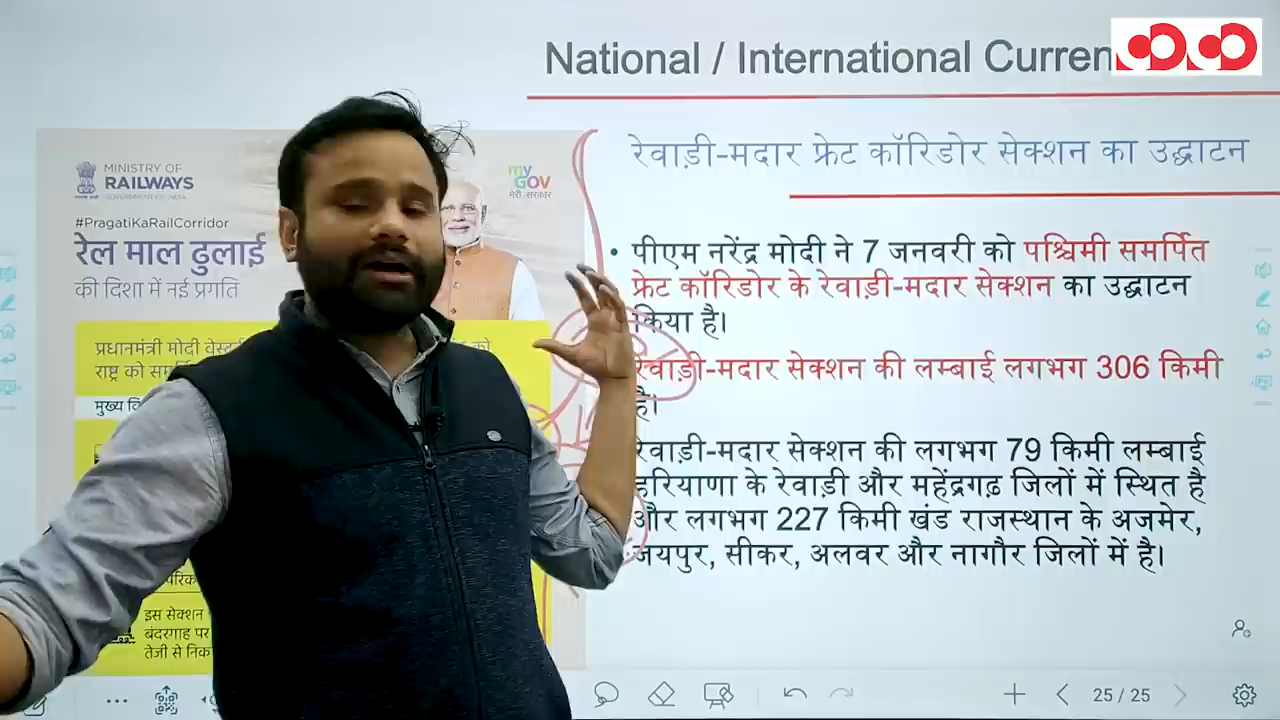 National / International Curren
रेवाड़ी-मदार फ्रेट कॉरिडोर सेक्शन का उद्घाटन
MINISTRY OF
RAILWAYS
GOVERNMENT OF INDIA
my
GOV
मेरी सरकार
#PragatiKaRailCorridor
रेल माल ढुलाई
की दिशा में नई प्रगति
प्रधानमंत्री मोदी
को
राष्ट्र को
मुख्य
इस सेक्शन
बंदरगाह पर
तेजी से
• पीएम नरेंद्र मोदी ने 7 जनवरी को पश्चिमी समर्पित
फ्रेट कॉरिडोर के रेवाड़ी-मदार सेक्शन का उद्घाटन
किया है।
रेवाड़ी-मदार सेक्शन की लम्बाई लगभग 306 किमी
है।
रेवाड़ी-मदार सेक्शन की लगभग 79 किमी लम्बाई
हरियाणा के रेवाड़ी और महेंद्रगढ़ जिलों में स्थित है
और लगभग 227 किमी खंड राजस्थान के अजमेर,
जयपुर, सीकर, अलवर और नागौर जिलों में है।
25 / 25